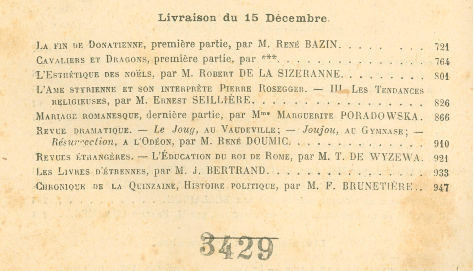 Livraison du 15 Décembre.
La fin de Donatienne, première partie, par M. René BAZIN. . . . . . . . . 721
Cavaliers et Dragons, première partie, par ***. . . . . . . . . . . . . . 764
L'Esthétique des noëls, par M. Robert DE LA SIZERANNE. . . . . . . . . . 801
L'Ame styrienne et son interprète Pierre Rosegger. — III. Les Tendances
religieuses, par M. Ernest SEILLIÈRE. . . . . . . . . . . . . . . . . . 826
Mariage romanesque, dernière partie, par Mme Marguerite PORADOWSKA. 866
Revue dramatique. — Le Joug, au Vaudeville; — Joujou, au Gymnase; —
Résurrection, a l'Odéon, par M. René DOUMIC. . . . . . . . . . . . . . 910
Revues étrangères. — L'Éducation du roi de Rome, par M. T. DE WYZEWA. 921
Les Livres d'étrennes, par M. J. BERTRAND. . . . . . . . . . . . . . . . 933
Chronique de la Quinzaine, Histoire politique, par M. F. BRUNETIÈRE. . 947
3429